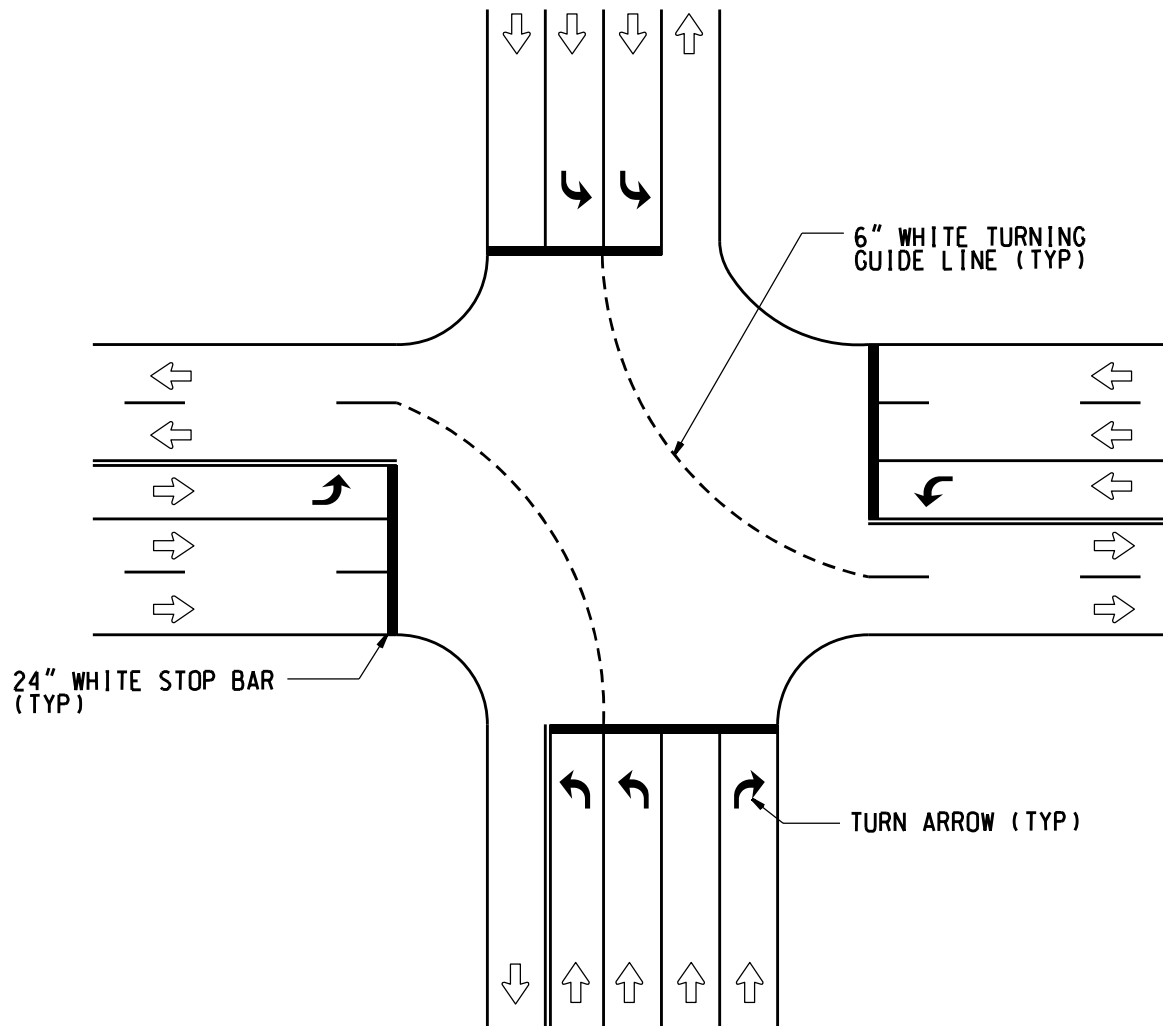 6" WHITE TURNING
GUIDE LINE (TYP)
24" WHITE STOP BAR
(TYP)
TURN ARROW (TYP)